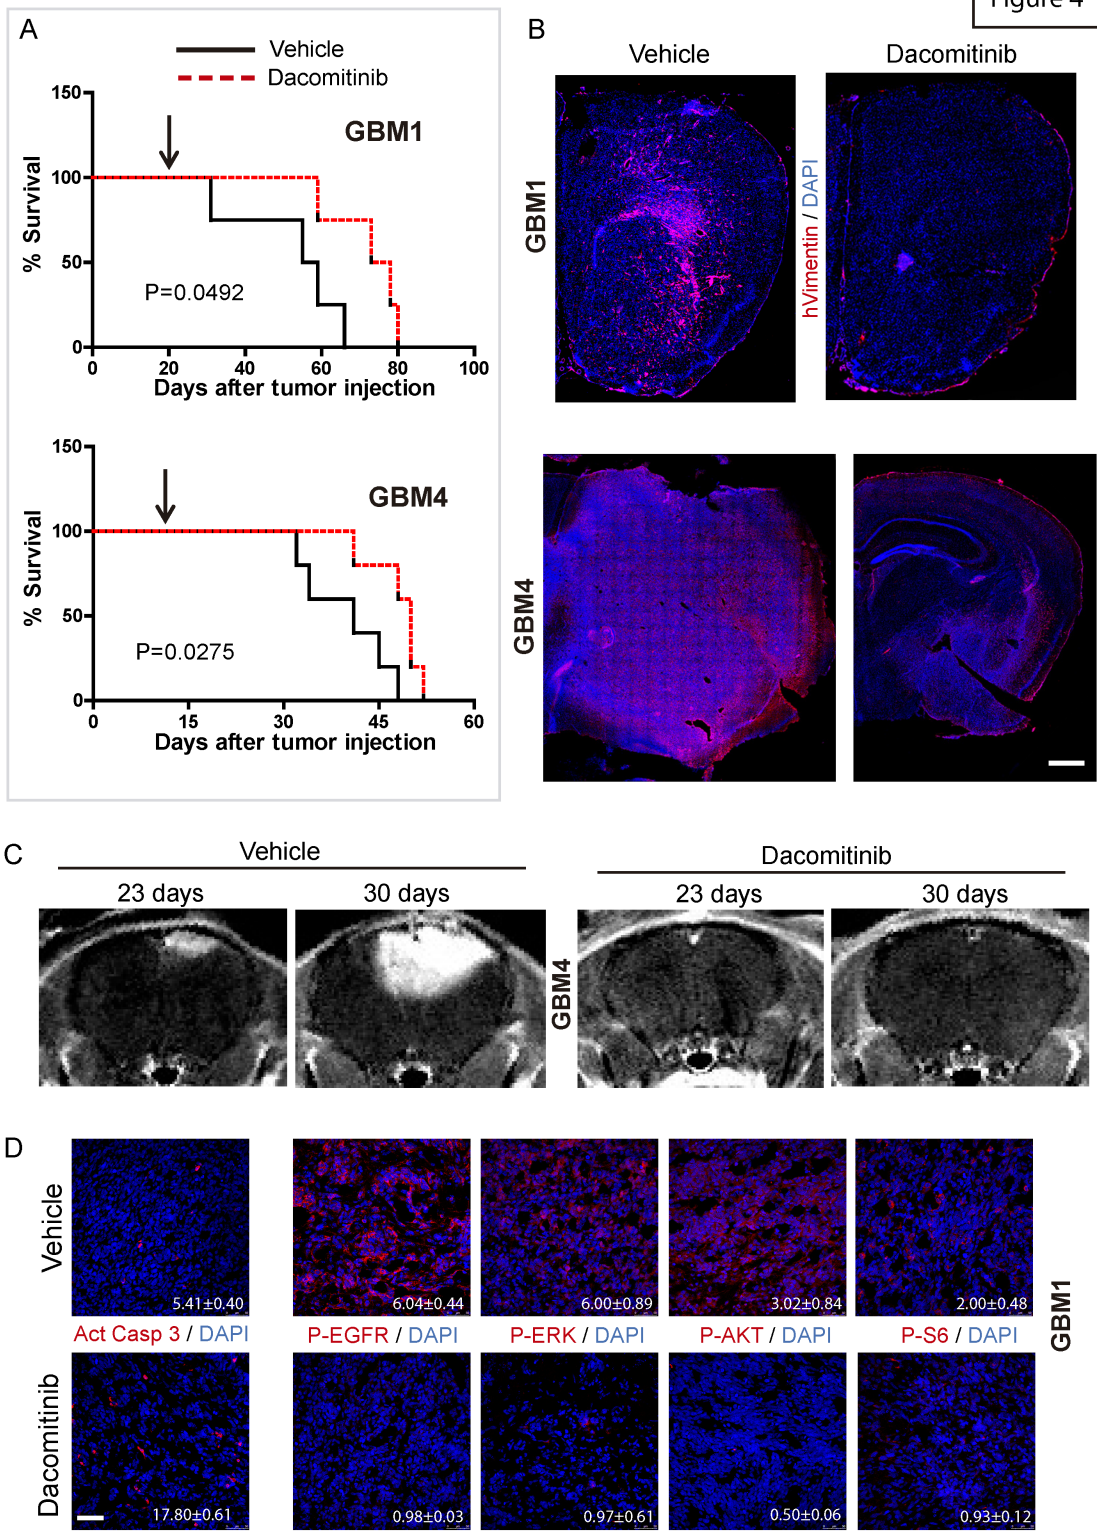 Figure 4
A
Vehicle
Dacomitinib
GBM1
150
100
50
0
% Survival
P=0.0492
0 20 40 60 80 100
Days after tumor injection
GBM4
150
100
50
0
% Survival
P=0.0275
0 15 30 45 60
Days after tumor injection
B
Vehicle
Dacomitinib
GBM1
hVimentin / DAPI
GBM4
C
Vehicle
Dacomitinib
23 days
30 days
23 days
30 days
GBM4
D
Vehicle
5.41±0.40
6.04±0.44
6.00±0.89
3.02±0.84
2.00±0.48
Act Casp 3 / DAPI
P-EGFR / DAPI
P-ERK / DAPI
P-AKT / DAPI
P-S6 / DAPI
GBM1
Dacomitinib
17.80±0.61
0.98±0.03
0.97±0.61
0.50±0.06
0.93±0.12